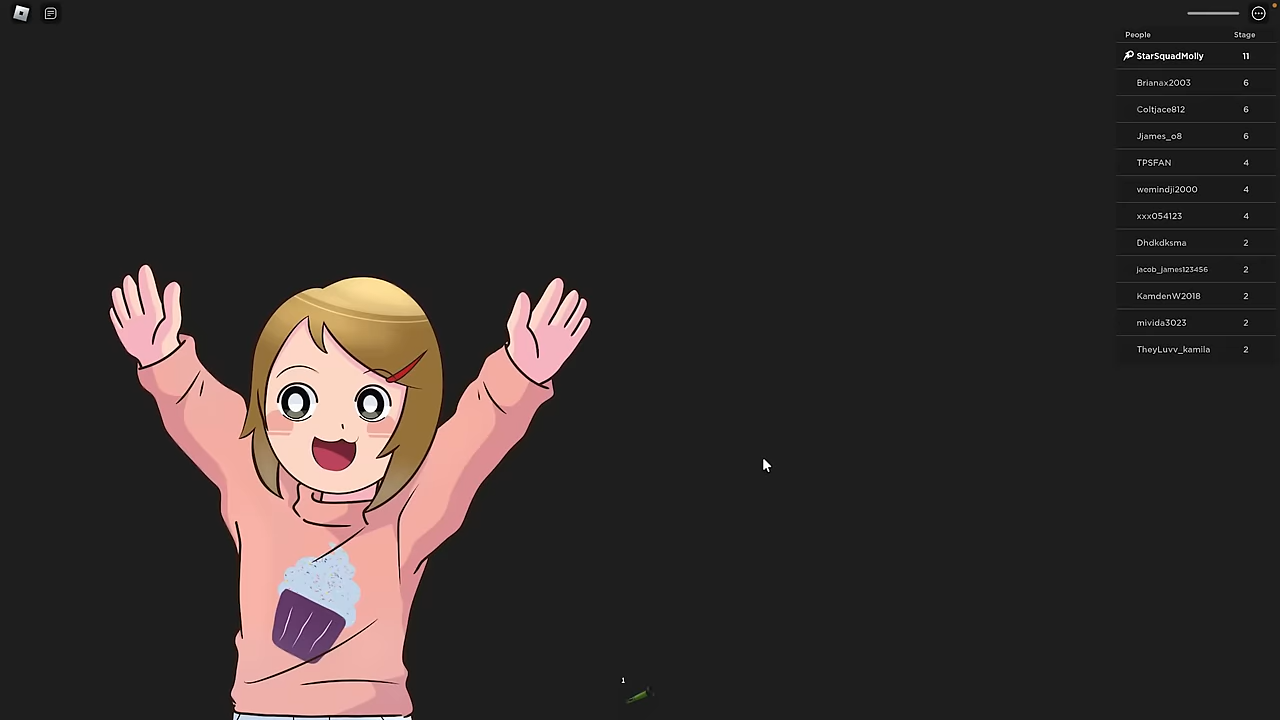 People Stage
StarSquadMolly 11
Brianax2003 6
Coltjace812 6
Jjames_o8 6
TPSFAN 4
wemindji2000 4
xxx054123 4
Dhdkdksma 2
jacob_james123456 2
KamdenW2018 2
mivida3023 2
TheyLuvv_kamila 2
1